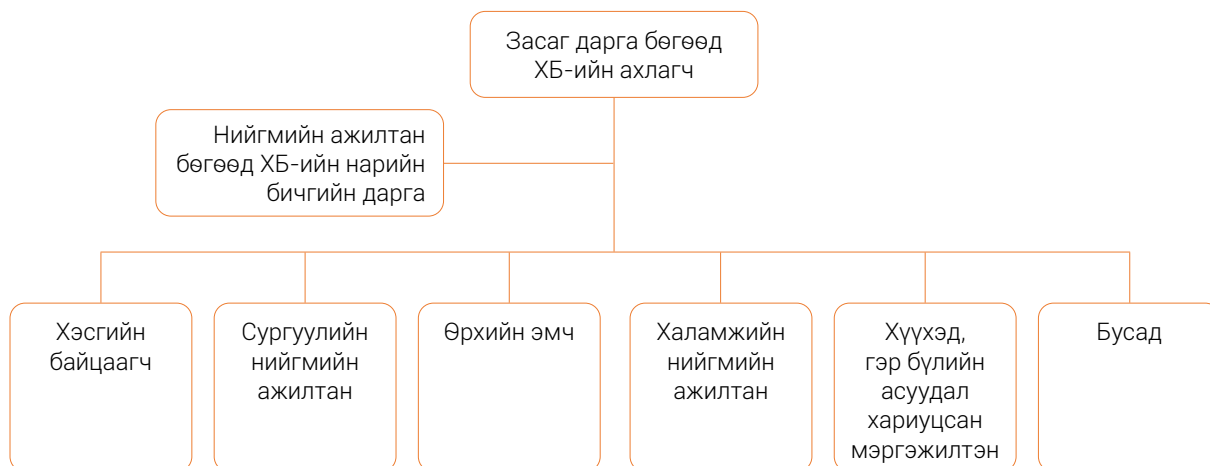 Засаг дарга бөгөөд
ХБ-ийн ахлагч
Нийгмийн ажилтан
бөгөөд ХБ-ийн нарийн
бичгийн дарга
Хэсгийн
байцаагч
Сургуулийн
нийгмийн
ажилтан
Өрхийн эмч
Халамжийн
нийгмийн
ажилтан
Хүүхэд,
гэр бүлийн
асуудал
хариуцсан
мэргэжилтэн
Бусад